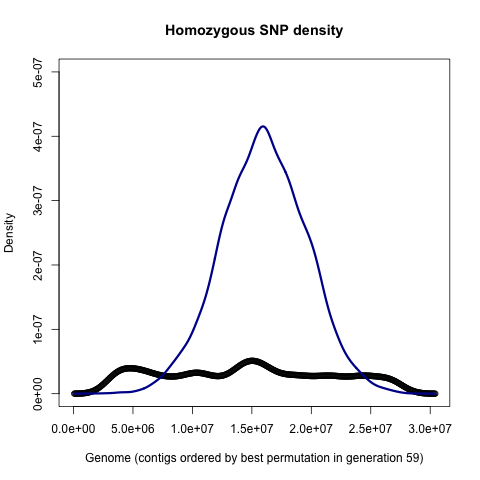 Homozygous SNP density
5e-07
4e-07
3e-07
2e-07
1e-07
0e+00
Density
0.0e+00 5.0e+06 1.0e+07 1.5e+07 2.0e+07 2.5e+07 3.0e+07
Genome (contigs ordered by best permutation in generation 59)